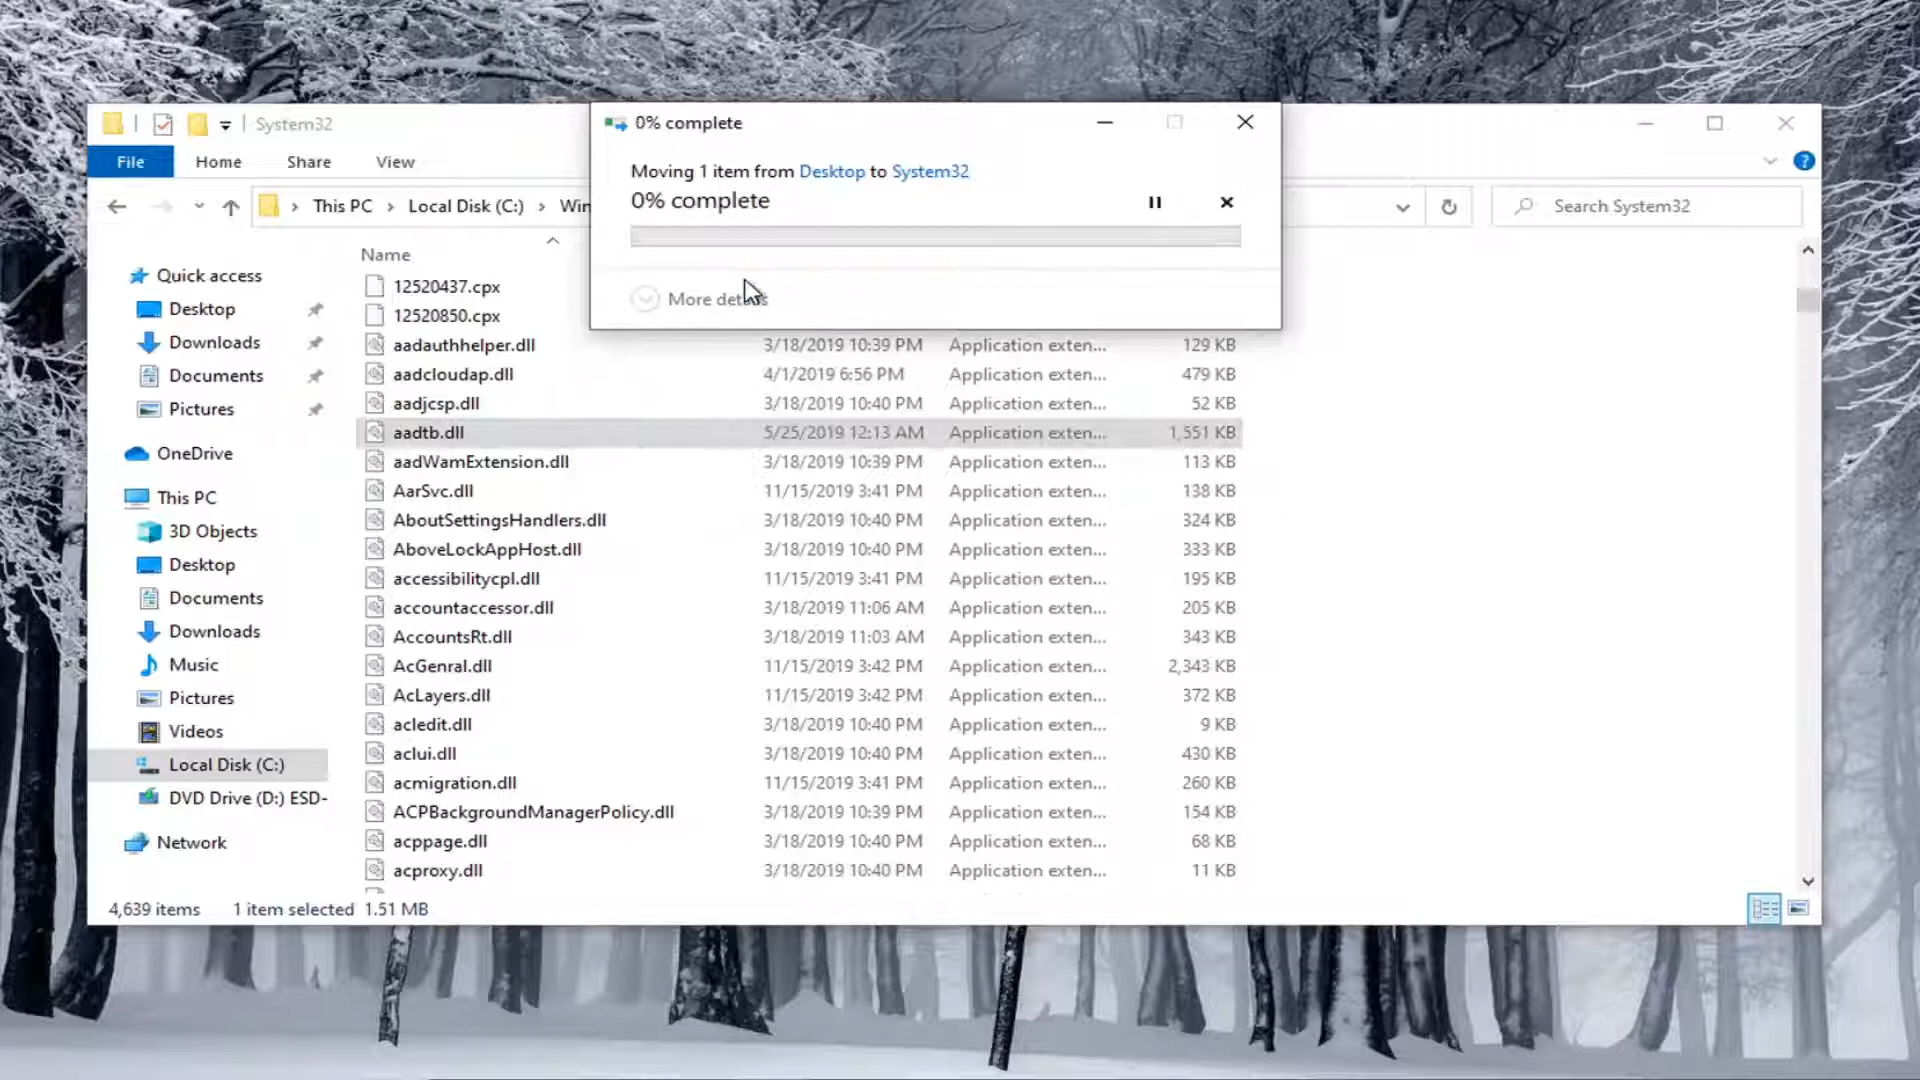 System32
0% complete
File
Home
Share
View
Moving 1 item from Desktop to System32
0% complete
This PC
Local Disk (C:)
Win
Search System32
More details
Name
Quick access
Desktop
Downloads
Documents
Pictures
OneDrive
This PC
3D Objects
Desktop
Documents
Downloads
Music
Pictures
Videos
Local Disk (C:)
DVD Drive (D:) ESD-
Network
12520437.cpx
12520850.cpx
aadauthhelper.dll 3/18/2019 10:39 PM Application exten... 129 KB
aadcloudap.dll 4/1/2019 6:56 PM Application exten... 479 KB
aadjcsp.dll 3/18/2019 10:40 PM Application exten... 52 KB
aadtb.dll 5/25/2019 12:13 AM Application exten... 1,551 KB
aadWamExtension.dll 3/18/2019 10:39 PM Application exten... 113 KB
AarSvc.dll 11/15/2019 3:41 PM Application exten... 138 KB
AboutSettingsHandlers.dll 3/18/2019 10:40 PM Application exten... 324 KB
AboveLockAppHost.dll 3/18/2019 10:40 PM Application exten... 333 KB
accessibilitycpl.dll 11/15/2019 3:41 PM Application exten... 195 KB
accountaccessor.dll 3/18/2019 11:06 AM Application exten... 205 KB
AccountsRt.dll 3/18/2019 11:03 AM Application exten... 343 KB
AcGenral.dll 11/15/2019 3:42 PM Application exten... 2,343 KB
AcLayers.dll 11/15/2019 3:42 PM Application exten... 372 KB
acledit.dll 3/18/2019 10:40 PM Application exten... 9 KB
aclui.dll 3/18/2019 10:40 PM Application exten... 430 KB
acmigration.dll 11/15/2019 3:41 PM Application exten... 260 KB
ACPBackgroundManagerPolicy.dll 3/18/2019 10:39 PM Application exten... 154 KB
acppage.dll 3/18/2019 10:40 PM Application exten... 68 KB
acproxy.dll 3/18/2019 10:40 PM Application exten... 11 KB
4,639 items 1 item selected 1.51 MB